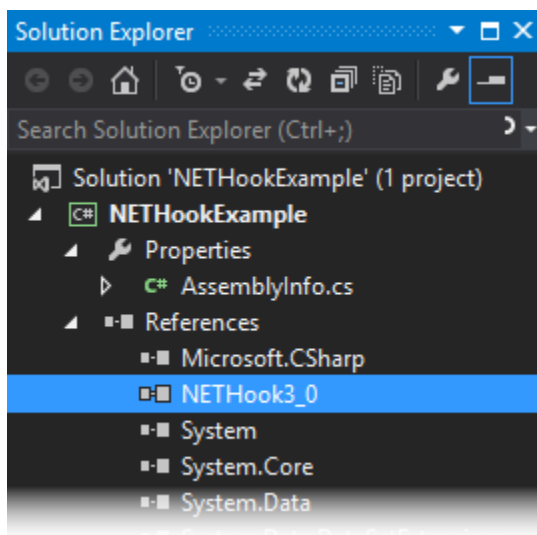 Solution Explorer
Search Solution Explorer (Ctrl+;)
Solution 'NETHookExample' (1 project)
C# NETHookExample
Properties
C# AssemblyInfo.cs
References
Microsoft.CSharp
NETHook3_0
System
System.Core
System.Data